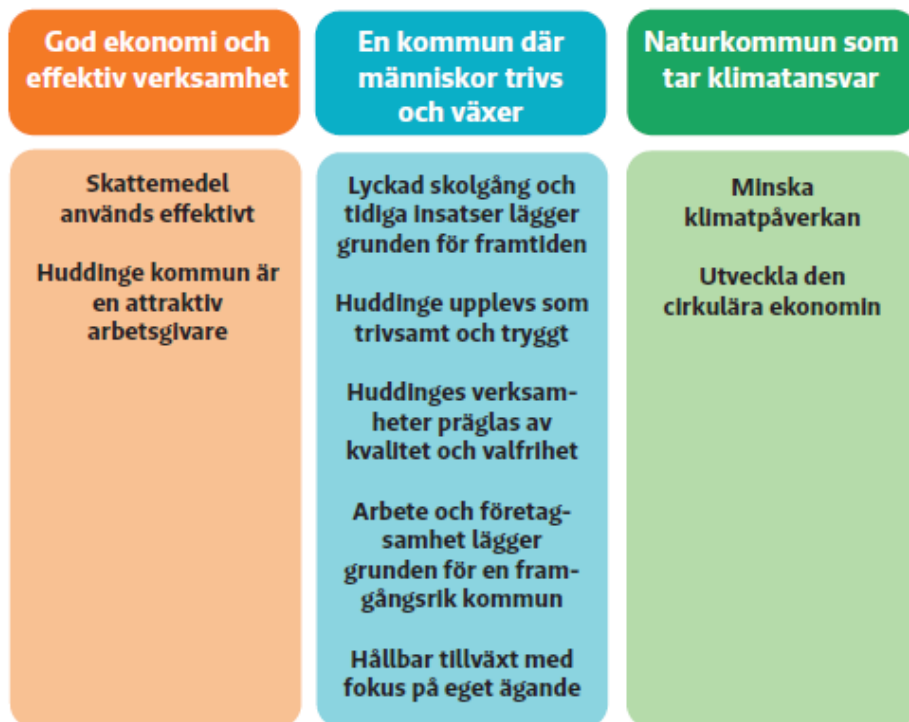 God ekonomi och
effektiv verksamhet
Skattemedel
används effektivt
Huddinge kommun är
en attraktiv
arbetsgivare
En kommun där
människor trivs
och växer
Lyckad skolgång och
tidiga insatser lägger
grunden för framtiden
Huddinge upplevs som
trivsamt och tryggt
Huddinges verksam-
heter präglas av
kvalitet och valfrihet
Arbete och företag-
samhet lägger
grunden för en fram-
gångsrik kommun
Hållbar tillväxt med
fokus på eget ägande
Naturkommun som
tar klimatansvar
Minska
klimatpåverkan
Utveckla den
cirkulära ekonomin